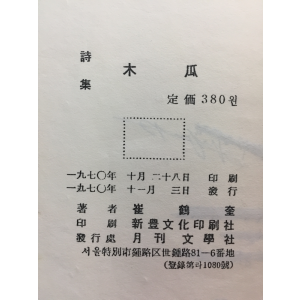 詩集 木瓜
定価 380원
一九七〇年 十月 二十八日 印刷
一九七〇年 十一月 三日 發行
著者 崔鶴奎
印刷 新豊文化印刷社
發行處 月刊文學社
서울特別市鍾路区世鍾路81–6番地
(登錄第라1080號)